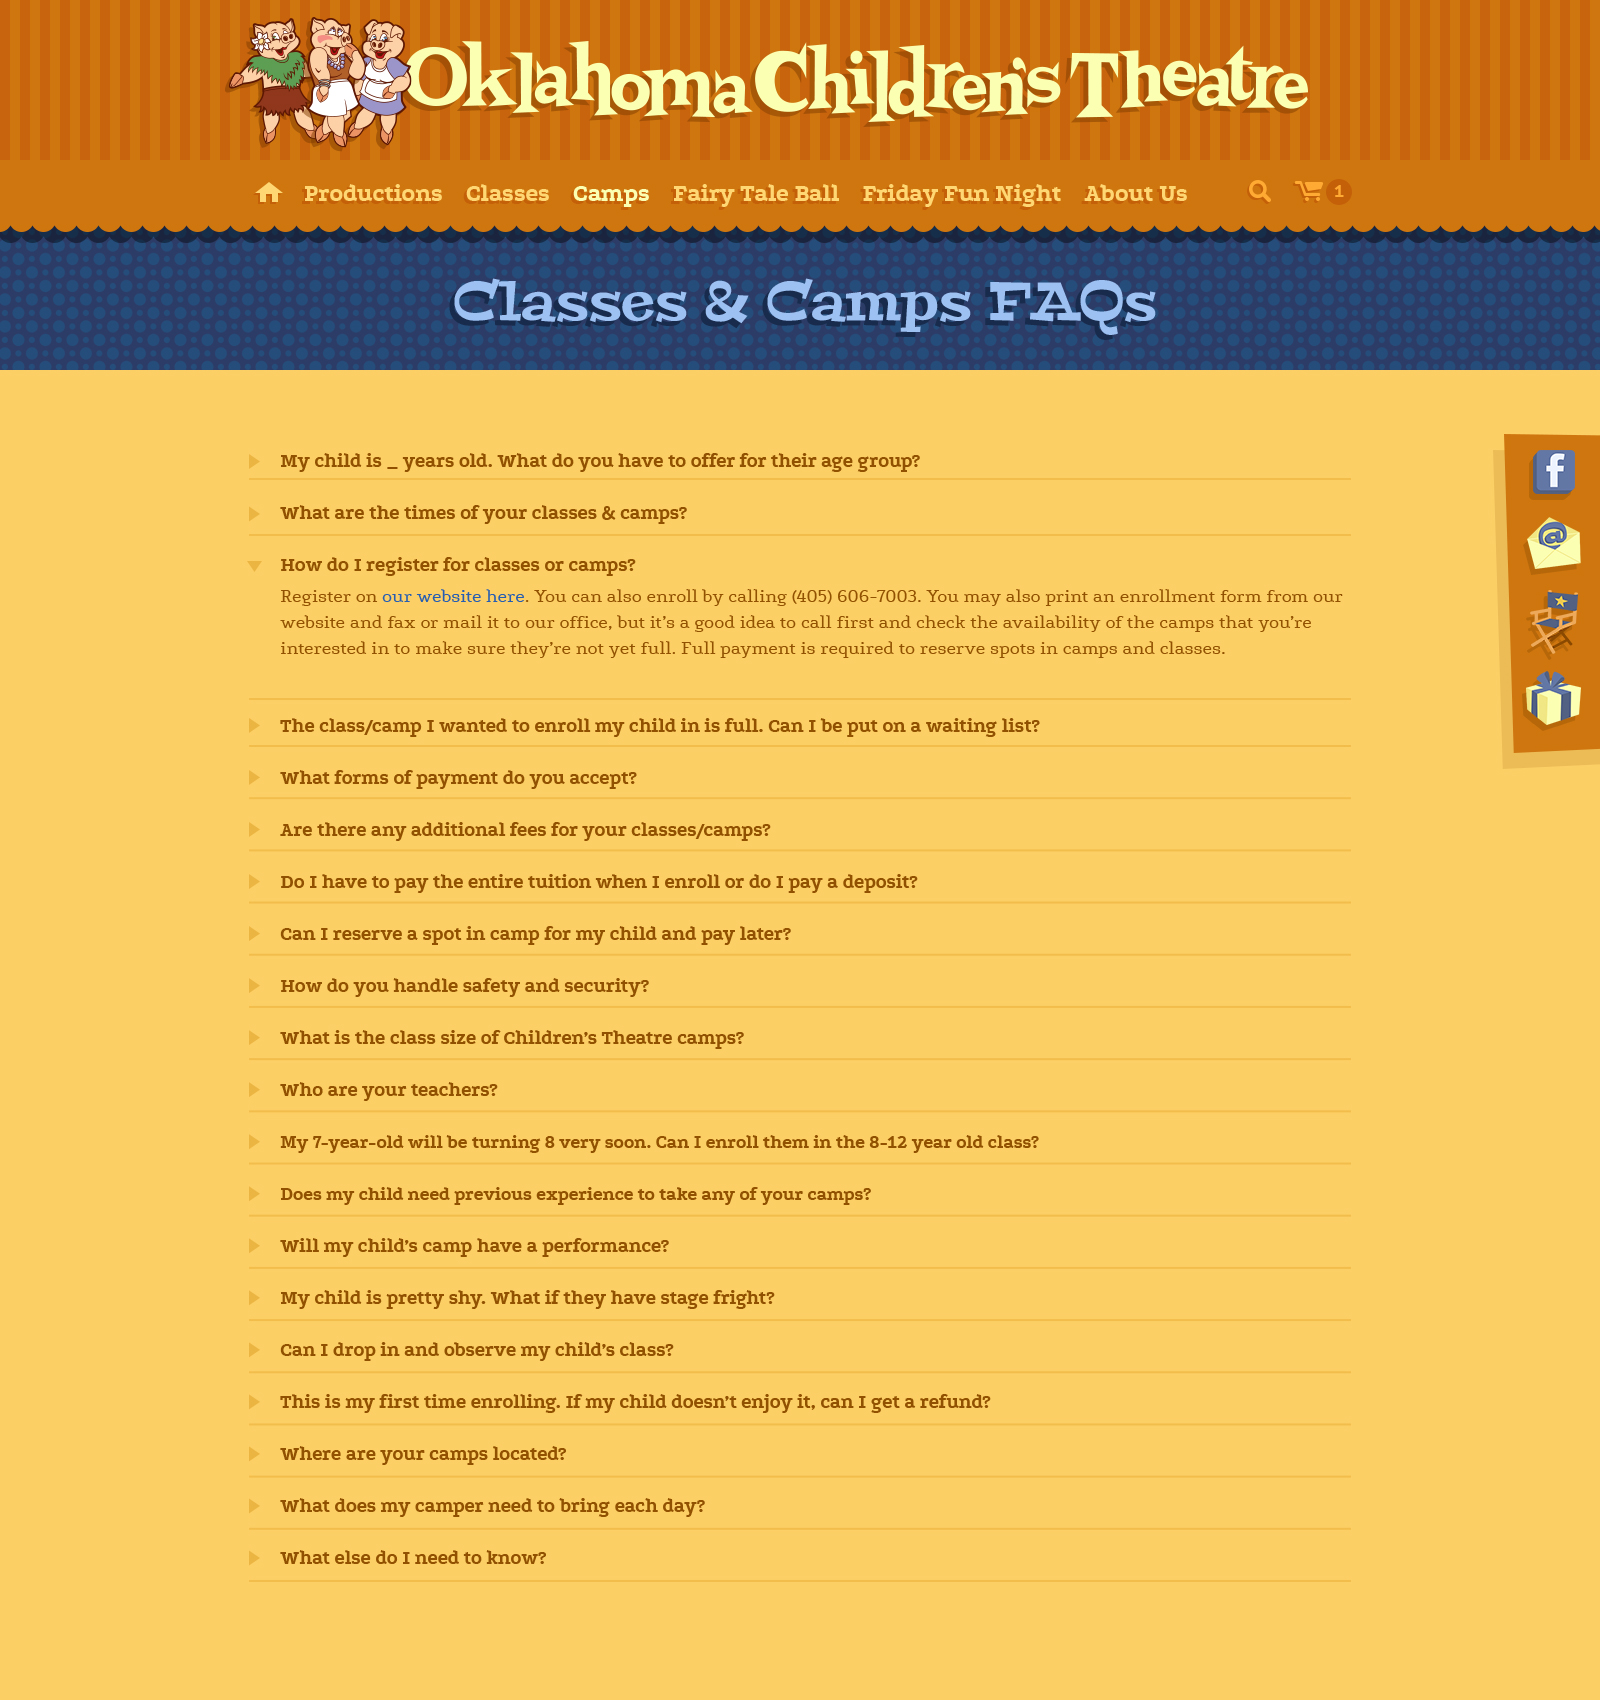 Oklahoma Children's Theatre
Productions Classes Camps Fairy Tale Ball Friday Fun Night About Us 1
Classes & Camps FAQs
My child is _ years old. What do you have to offer for their age group?
f
What are the times of your classes & camps?
@
How do I register for classes or camps?
Register on our website here. You can also enroll by calling (405) 606-7003. You may also print an enrollment form from our
website and fax or mail it to our office, but it’s a good idea to call first and check the availability of the camps that you’re
interested in to make sure they’re not yet full. Full payment is required to reserve spots in camps and classes.
The class/camp I wanted to enroll my child in is full. Can I be put on a waiting list?
What forms of payment do you accept?
Are there any additional fees for your classes/camps?
Do I have to pay the entire tuition when I enroll or do I pay a deposit?
Can I reserve a spot in camp for my child and pay later?
How do you handle safety and security?
What is the class size of Children’s Theatre camps?
Who are your teachers?
My 7-year-old will be turning 8 very soon. Can I enroll them in the 8-12 year old class?
Does my child need previous experience to take any of your camps?
Will my child’s camp have a performance?
My child is pretty shy. What if they have stage fright?
Can I drop in and observe my child’s class?
This is my first time enrolling. If my child doesn’t enjoy it, can I get a refund?
Where are your camps located?
What does my camper need to bring each day?
What else do I need to know?